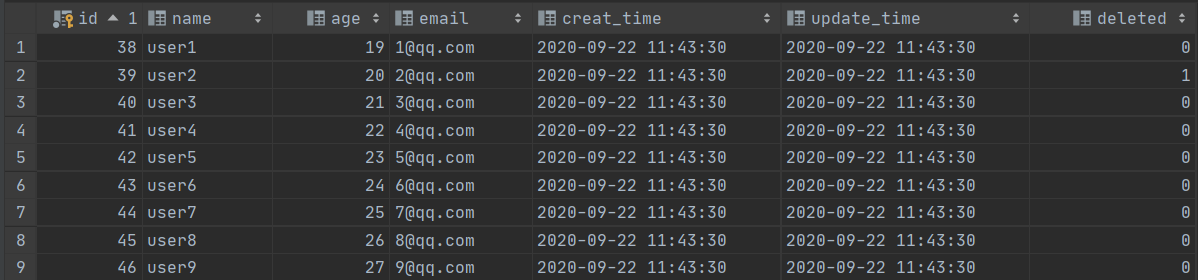 id 1 name age email creat_time update_time deleted
1 38 user1 19 1@qq.com 2020-09-22 11:43:30 2020-09-22 11:43:30 0
2 39 user2 20 2@qq.com 2020-09-22 11:43:30 2020-09-22 11:43:30 1
3 40 user3 21 3@qq.com 2020-09-22 11:43:30 2020-09-22 11:43:30 0
4 41 user4 22 4@qq.com 2020-09-22 11:43:30 2020-09-22 11:43:30 0
5 42 user5 23 5@qq.com 2020-09-22 11:43:30 2020-09-22 11:43:30 0
6 43 user6 24 6@qq.com 2020-09-22 11:43:30 2020-09-22 11:43:30 0
7 44 user7 25 7@qq.com 2020-09-22 11:43:30 2020-09-22 11:43:30 0
8 45 user8 26 8@qq.com 2020-09-22 11:43:30 2020-09-22 11:43:30 0
9 46 user9 27 9@qq.com 2020-09-22 11:43:30 2020-09-22 11:43:30 0